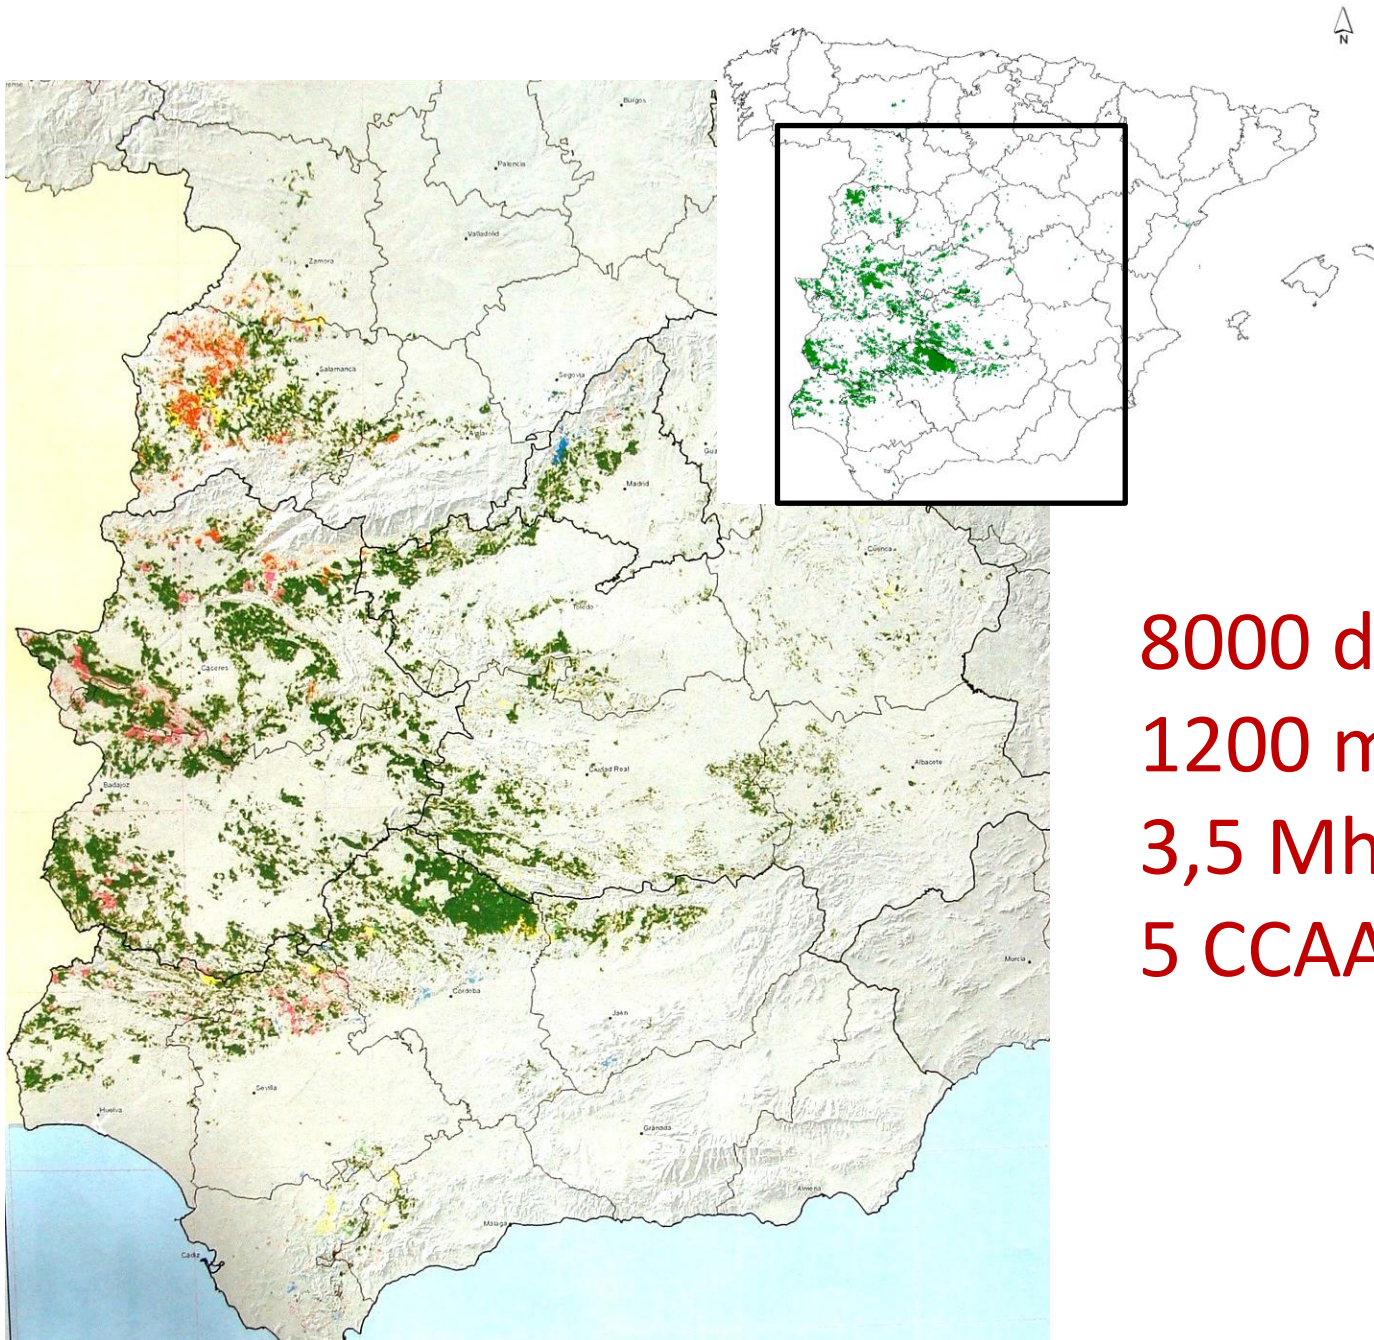 N
Burgos
Palencia
Valladolid
Zamora
Salamanca
Segovia
Madrid
Cuenca
Toledo
Cáceres
Ciudad Real
Albacete
Badajoz
Murcia
Córdoba
Jaén
Sevilla
Huelva
Granada
Almería
Málaga
Cádiz
8000 d
1200 m
3,5 Mh
5 CCAA